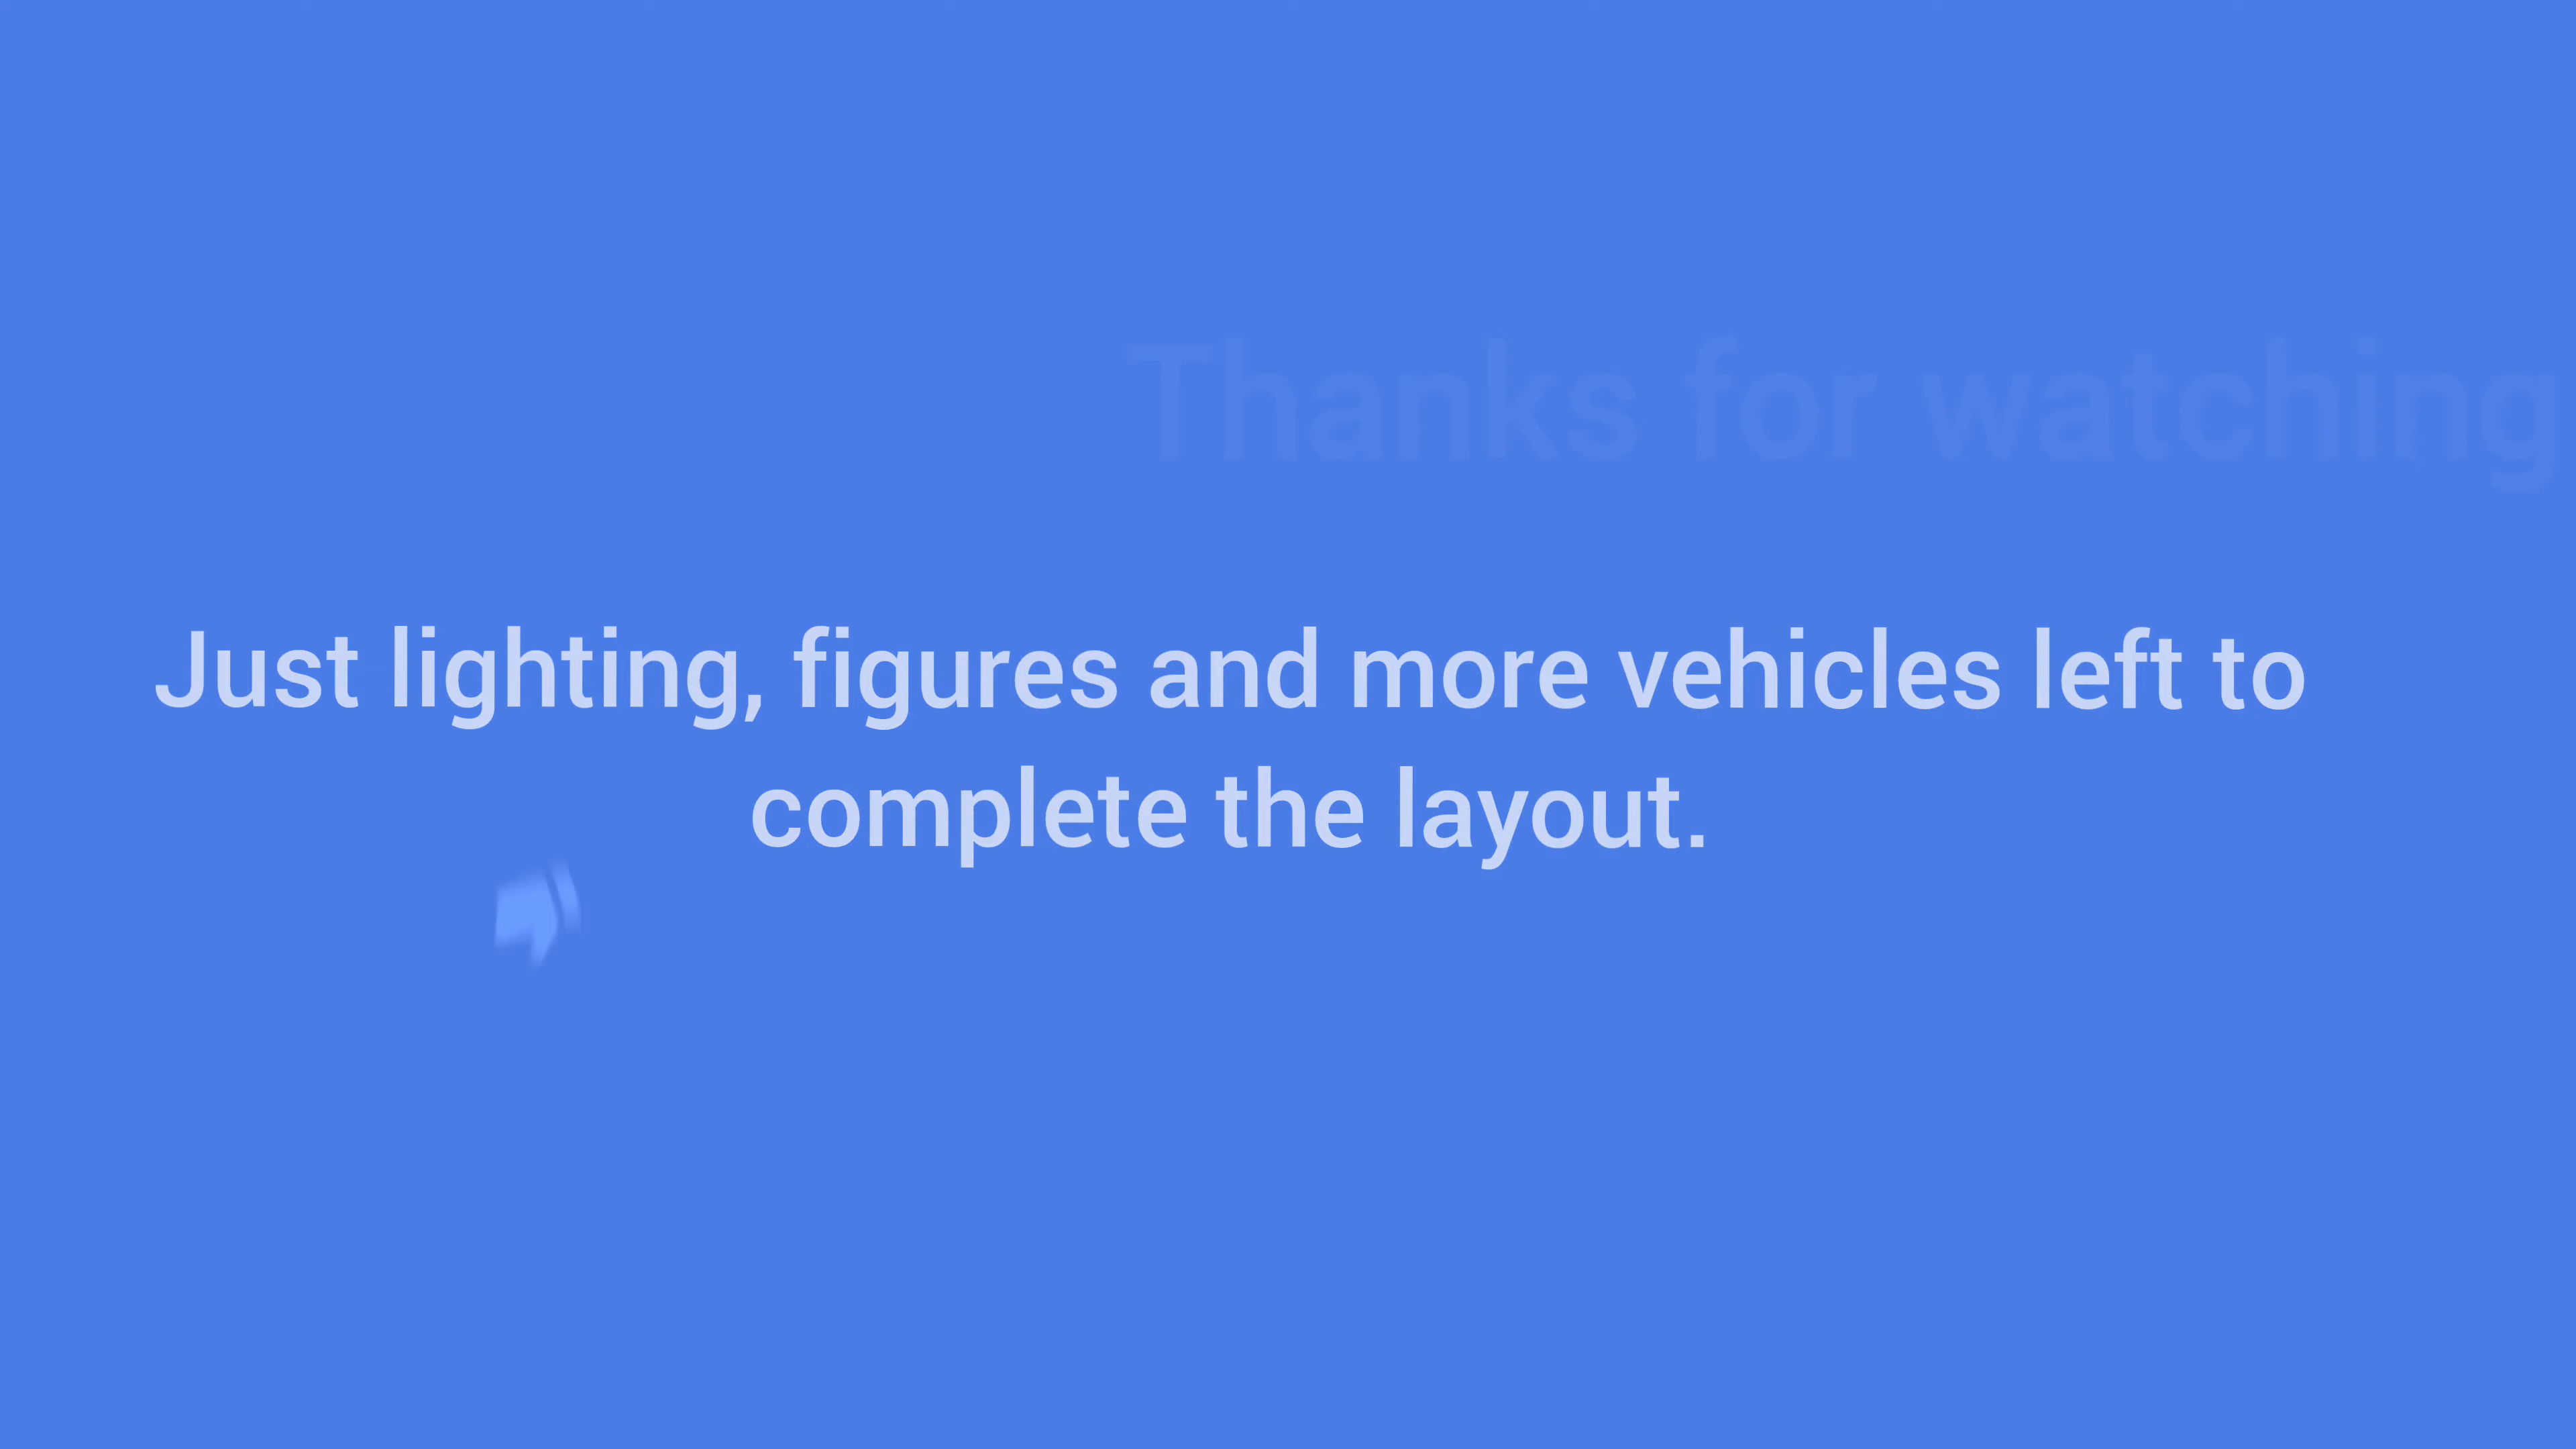 Thanks for watching
Just lighting, figures and more vehicles left to
complete the layout.